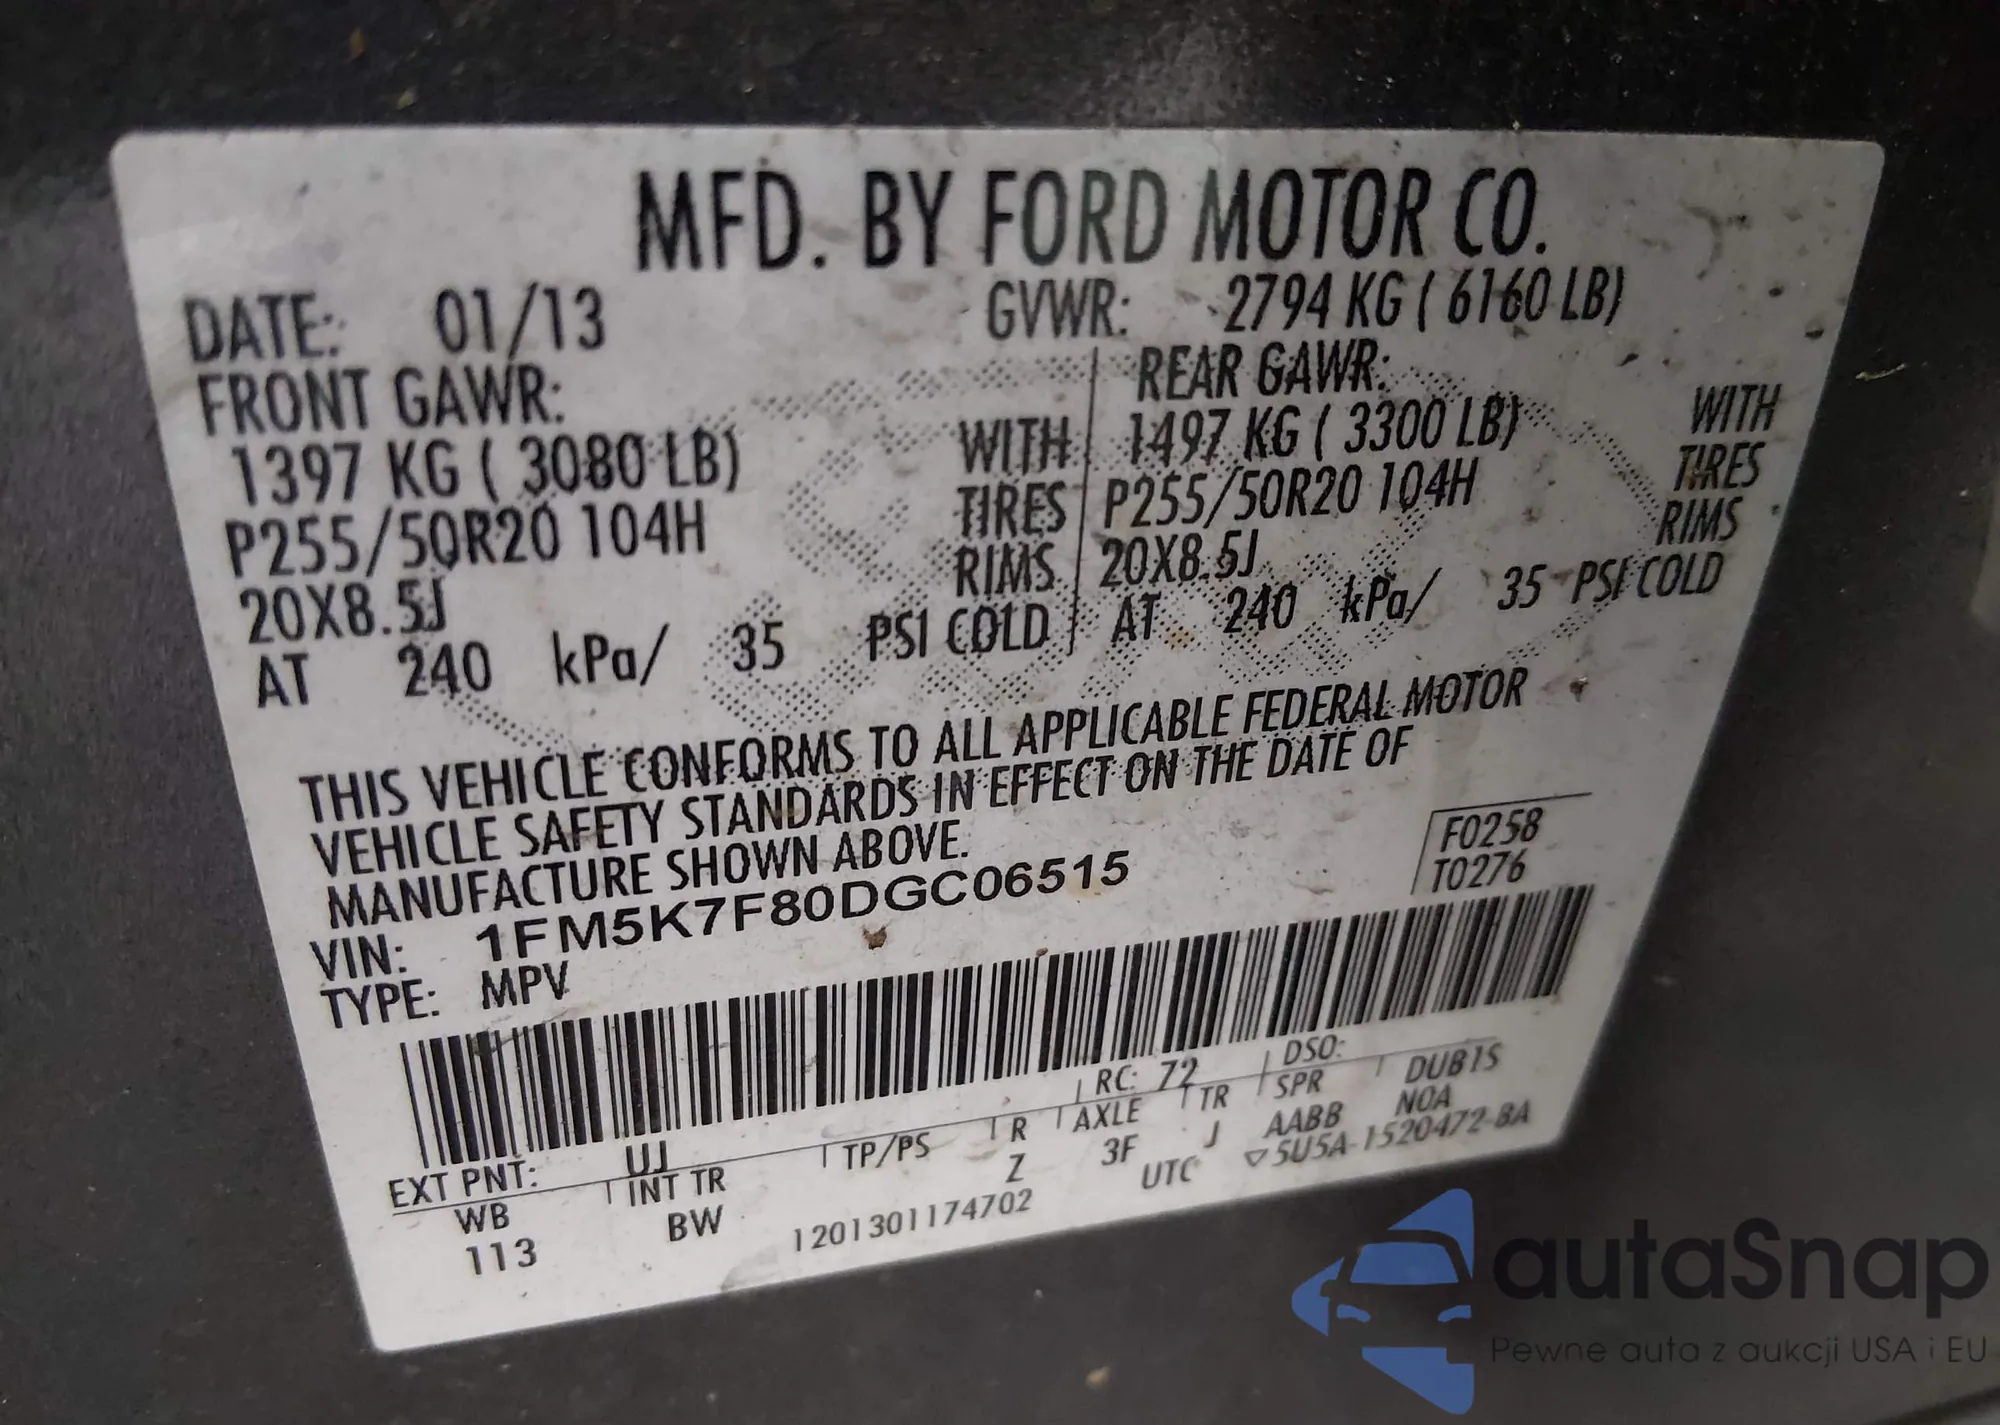 MFD. BY FORD MOTOR CO.
DATE: 01/13 GVWR: 2794 KG ( 6160 LB)
FRONT GAWR: REAR GAWR:
1397 KG ( 3080 LB) WITH 1497 KG ( 3300 LB) WITH
P255/50R20 104H TIRES P255/50R20 104H TIRES
20X8.5J RIMS 20X8.5J RIMS
AT 240 kPa/ 35 PSI COLD AT 240 kPa/ 35 PSI COLD
THIS VEHICLE CONFORMS TO ALL APPLICABLE FEDERAL MOTOR
VEHICLE SAFETY STANDARDS IN EFFECT ON THE DATE OF
MANUFACTURE SHOWN ABOVE.
F0258
T0276
VIN: 1FM5K7F80DGC06515
TYPE: MPV
EXT PNT: UJ RC: 72 DSO:
WB INT TR TP/PS R AXLE TR SPR DUB1S
113 BW Z 3F J AABB NOA
1201301174702 UTC ▽5U5A-1520472-BA
autaSnap
Pewne auta z aukcji USA i EU